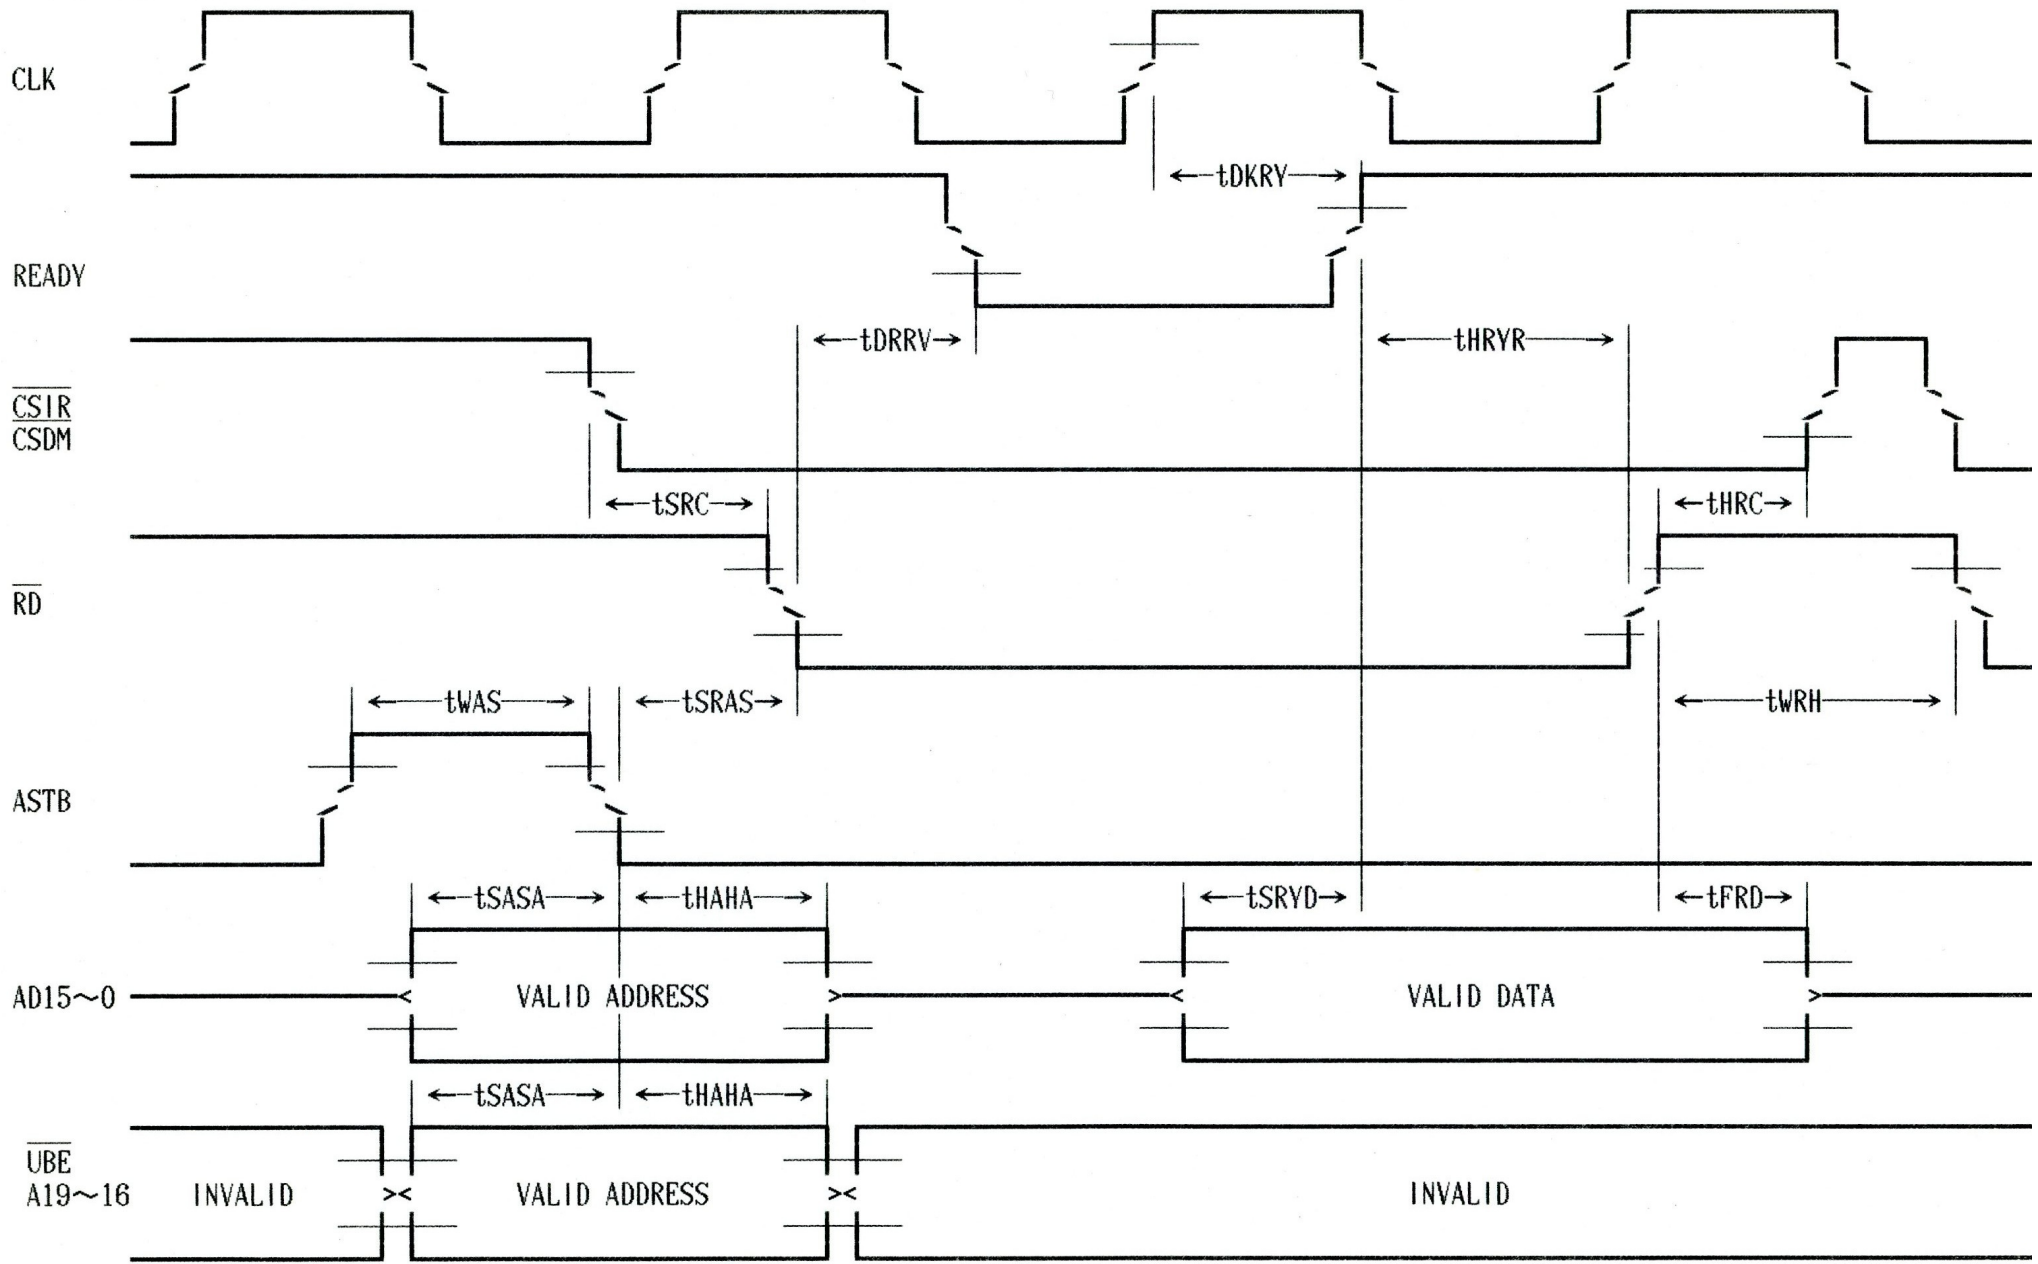 CLK
tDKRY
READY
tDRRV
tHRYR
CSIR
CSDM
tSRC
tHRC
RD
tWAS
tSRAS
tWRH
ASTB
tSASA
tHAHA
tSRYD
tFRD
AD15～0
VALID ADDRESS
VALID DATA
tSASA
tHAHA
UBE
A19～16
INVALID
VALID ADDRESS
INVALID